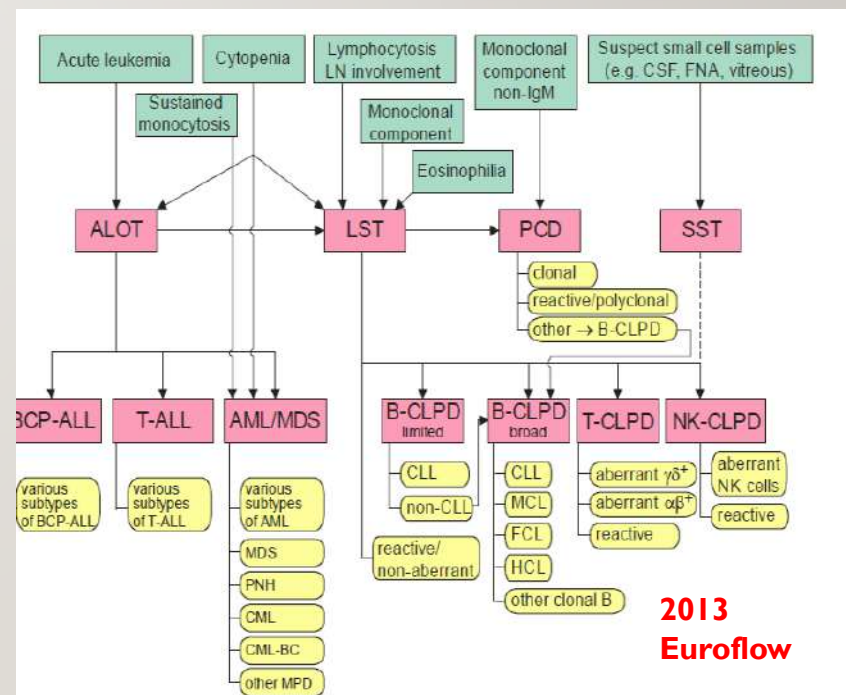 Acute leukemia
Cytopenia
Lymphocytosis
LN involvement
Monoclonal
component
non-IgM
Suspect small cell samples
(e.g. CSF, FNA, vitreous)
Sustained
monocytosis
Monoclonal
component
Eosinophilia
ALOT
LST
PCD
SST
clonal
reactive/polyclonal
other → B-CLPD
BCP-ALL
T-ALL
AML/MDS
B-CLPD
limited
B-CLPD
broad
T-CLPD
NK-CLPD
various
subtypes
of BCP-ALL
various
subtypes
of T-ALL
various
subtypes
of AML
MDS
PNH
CML
CML-BC
other MPD
CLL
non-CLL
reactive/
non-aberrant
CLL
MCL
FCL
HCL
other clonal B
aberrant γδ+
aberrant αβ+
reactive
aberrant
NK cells
reactive
2013
Euroflow